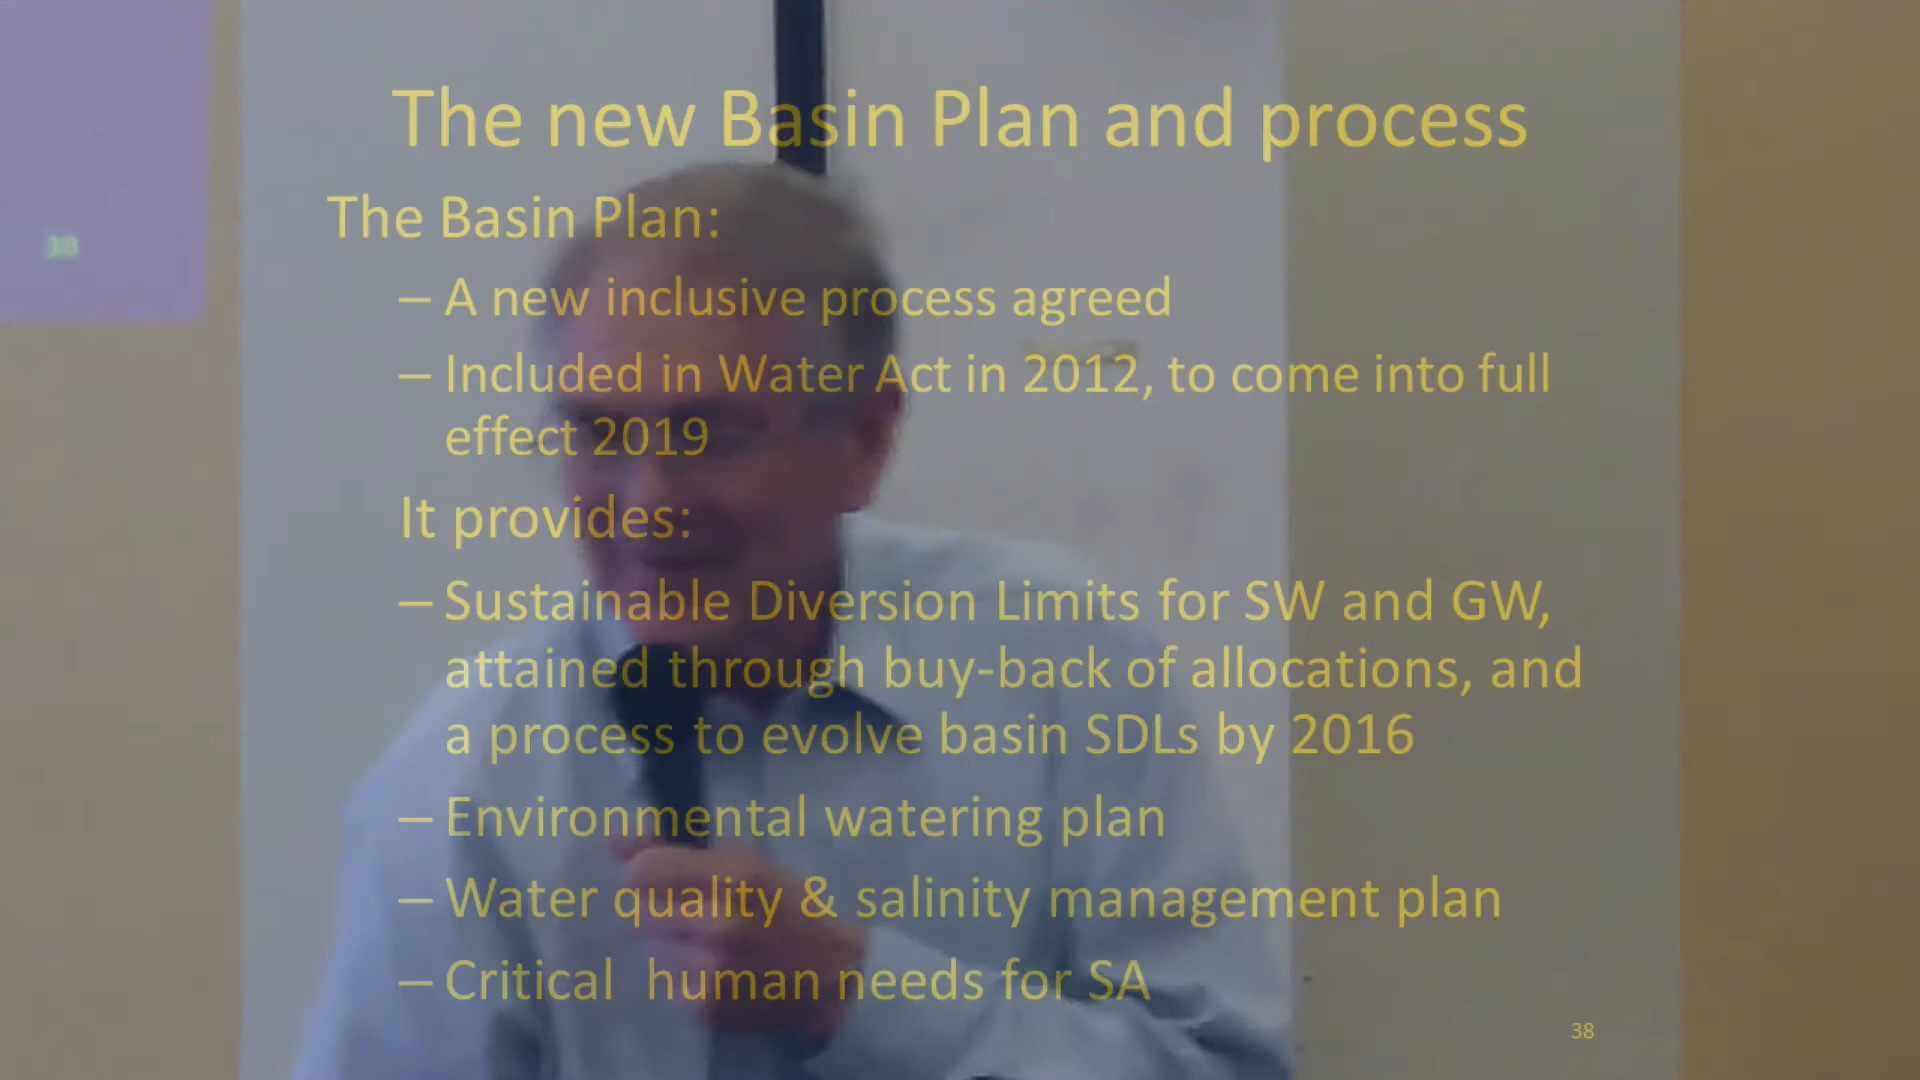 The new Basin Plan and process
The Basin Plan:
– A new inclusive process agreed
– Included in Water Act in 2012, to come into full
effect 2019
It provides:
– Sustainable Diversion Limits for SW and GW,
attained through buy-back of allocations, and
a process to evolve basin SDLs by 2016
– Environmental watering plan
– Water quality & salinity management plan
– Critical  human needs for SA
38
38